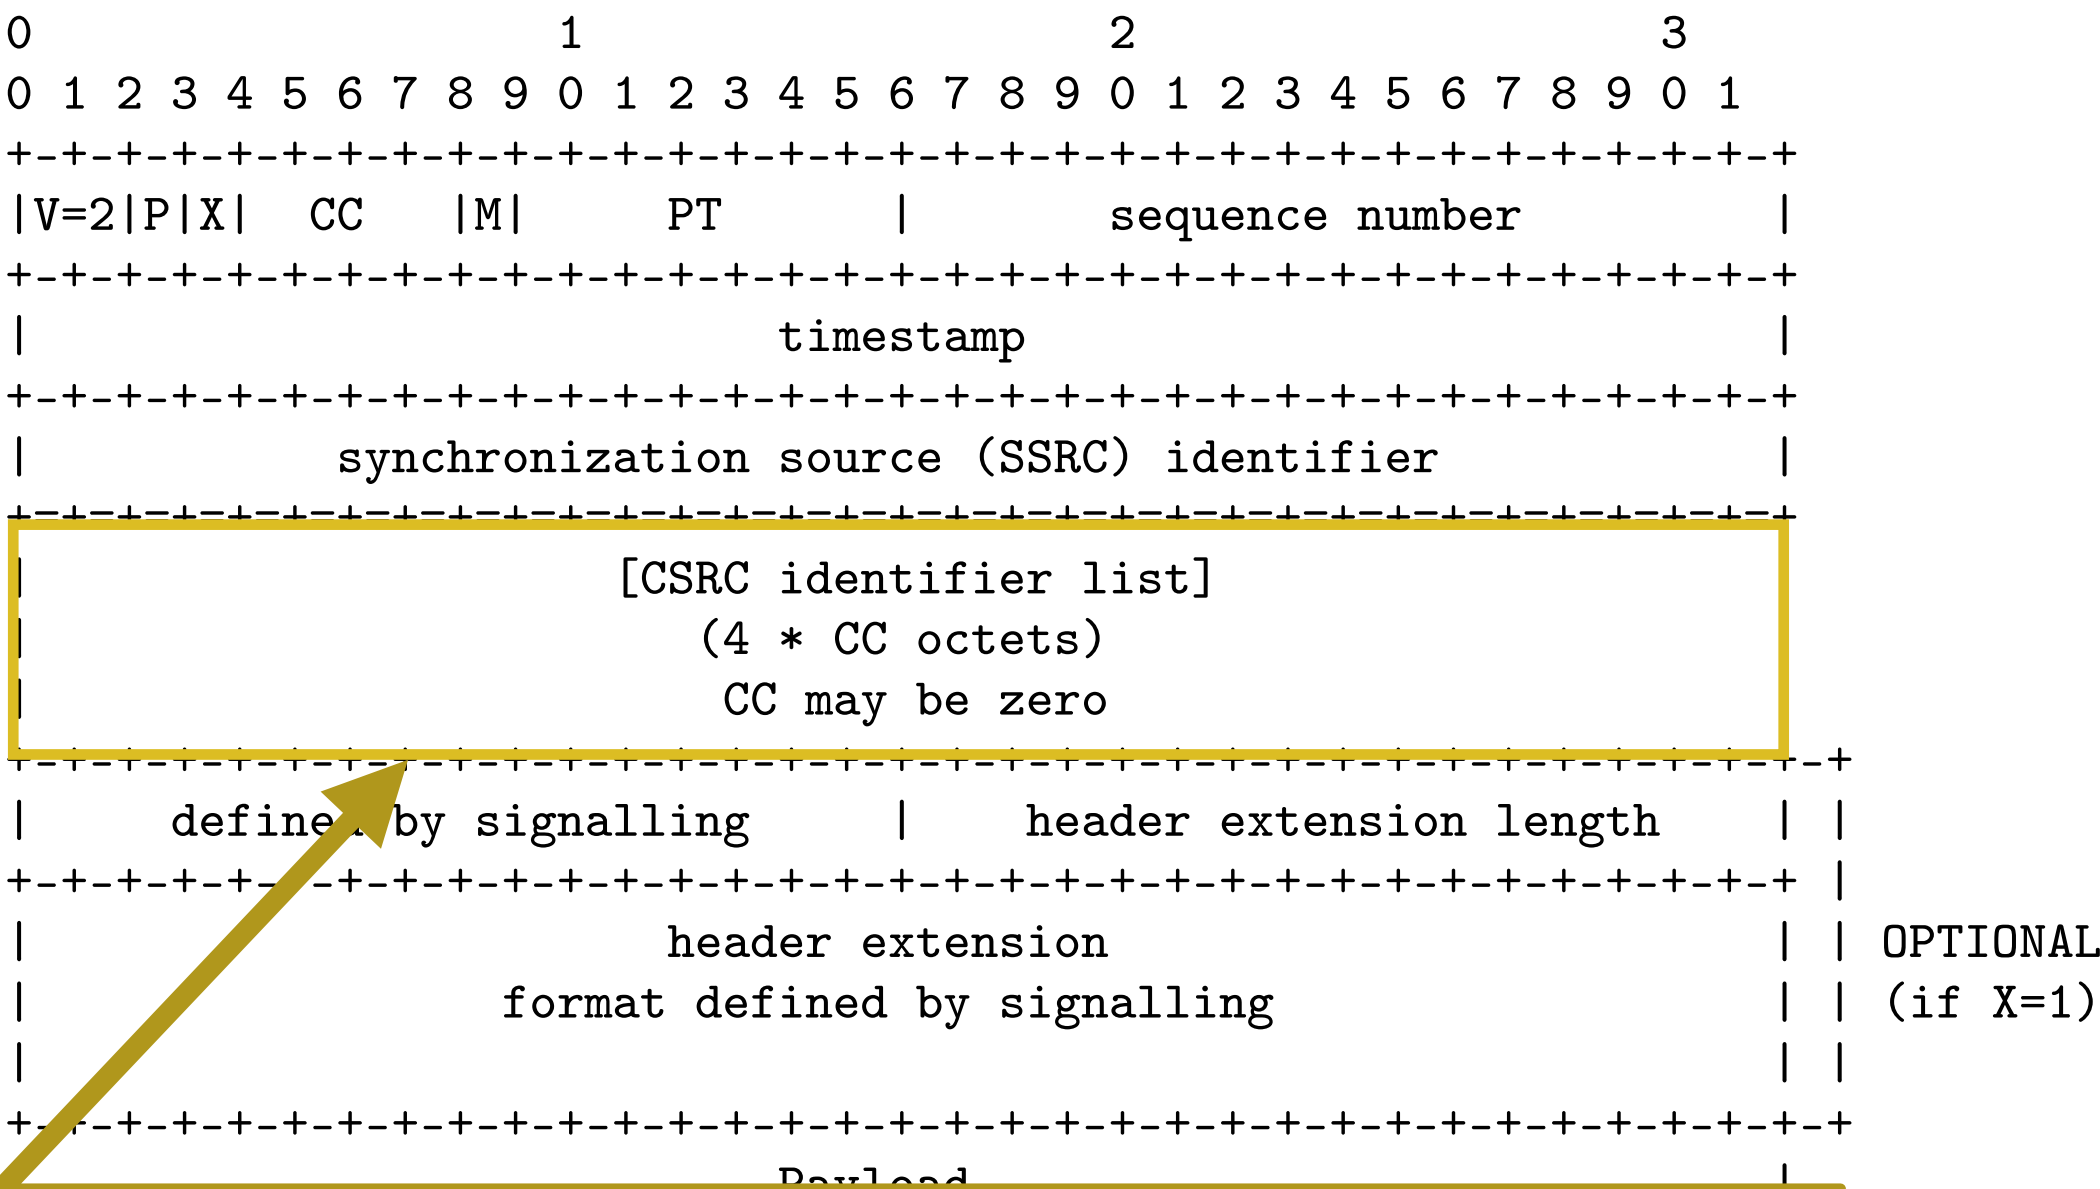 0                   1                   2                   3
0 1 2 3 4 5 6 7 8 9 0 1 2 3 4 5 6 7 8 9 0 1 2 3 4 5 6 7 8 9 0 1
+-+-+-+-+-+-+-+-+-+-+-+-+-+-+-+-+-+-+-+-+-+-+-+-+-+-+-+-+-+-+-+-+
|V=2|P|X|  CC   |M|     PT      |       sequence number         |
+-+-+-+-+-+-+-+-+-+-+-+-+-+-+-+-+-+-+-+-+-+-+-+-+-+-+-+-+-+-+-+-+
|                           timestamp                           |
+-+-+-+-+-+-+-+-+-+-+-+-+-+-+-+-+-+-+-+-+-+-+-+-+-+-+-+-+-+-+-+-+
|           synchronization source (SSRC) identifier            |
+=+=+=+=+=+=+=+=+=+=+=+=+=+=+=+=+=+=+=+=+=+=+=+=+=+=+=+=+=+=+=+=+
|                     [CSRC identifier list]
|                        (4 * CC octets)
|                         CC may be zero
+-+-+-+-+-+-+-+-+-+-+-+-+-+-+-+-+-+-+-+-+-+-+-+-+-+-+-+-+-+-+-+-+-+
|     defined by signalling     |    header extension length    | |
+-+-+-+-+-+-+-+-+-+-+-+-+-+-+-+-+-+-+-+-+-+-+-+-+-+-+-+-+-+-+-+-+ |
|                       header extension                        | | OPTIONAL
|                 format defined by signalling                  | | (if X=1)
|                                                               | |
+-+-+-+-+-+-+-+-+-+-+-+-+-+-+-+-+-+-+-+-+-+-+-+-+-+-+-+-+-+-+-+-+-+
                            Payload                             |